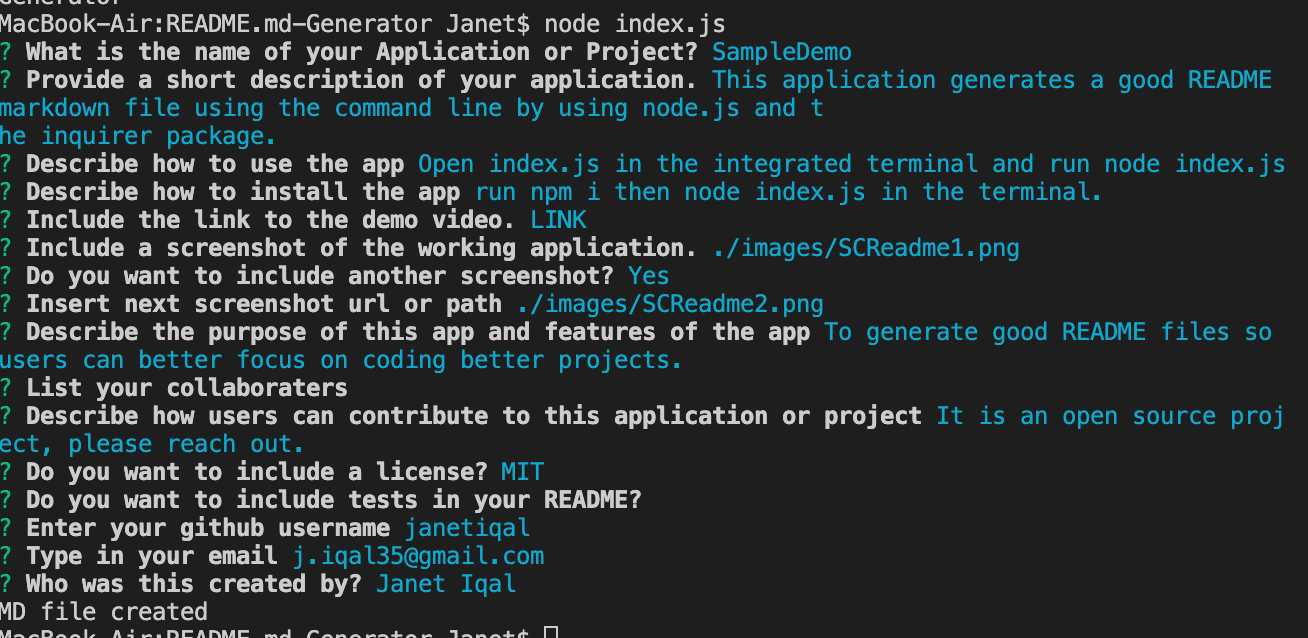 Generator
MacBook-Air:README.md-Generator Janet$ node index.js
? What is the name of your Application or Project? SampleDemo
? Provide a short description of your application. This application generates a good README
markdown file using the command line by using node.js and t
he inquirer package.
? Describe how to use the app Open index.js in the integrated terminal and run node index.js
? Describe how to install the app run npm i then node index.js in the terminal.
? Include the link to the demo video. LINK
? Include a screenshot of the working application. ./images/SCReadme1.png
? Do you want to include another screenshot? Yes
? Insert next screenshot url or path ./images/SCReadme2.png
? Describe the purpose of this app and features of the app To generate good README files so
users can better focus on coding better projects.
? List your collaboraters
? Describe how users can contribute to this application or project It is an open source proj
ect, please reach out.
? Do you want to include a license? MIT
? Do you want to include tests in your README?
? Enter your github username janetiqal
? Type in your email j.iqal35@gmail.com
? Who was this created by? Janet Iqal
MD file created
MacBook-Air:README.md-Generator Janet$